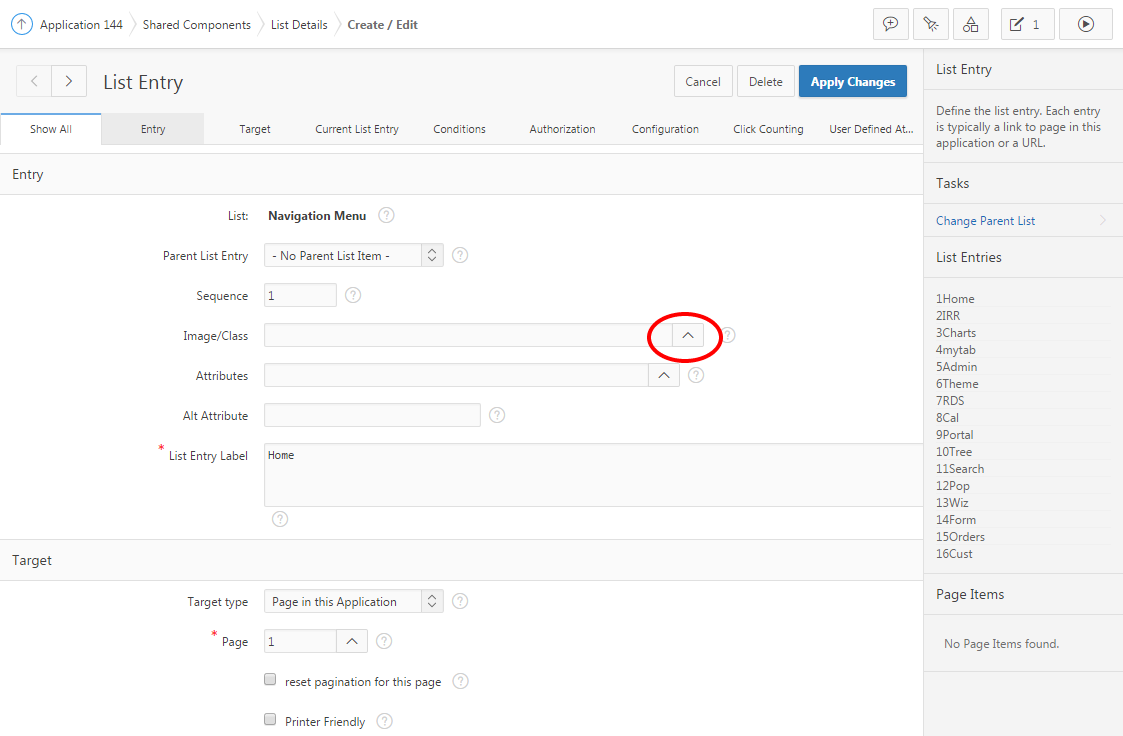 Application 144 Shared Components List Details Create / Edit
1
List Entry
Cancel Delete Apply Changes
Show All Entry Target Current List Entry Conditions Authorization Configuration Click Counting User Defined At...
Entry
List: Navigation Menu ?
Parent List Entry - No Parent List Item - ?
Sequence 1 ?
Image/Class ?
Attributes ?
Alt Attribute ?
* List Entry Label Home
?
Target
Target type Page in this Application ?
* Page 1 ?
reset pagination for this page ?
Printer Friendly ?
List Entry
Define the list entry. Each entry
is typically a link to page in this
application or a URL.
Tasks
Change Parent List
List Entries
1Home
2IRR
3Charts
4mytab
5Admin
6Theme
7RDS
8Cal
9Portal
10Tree
11Search
12Pop
13Wiz
14Form
15Orders
16Cust
Page Items
No Page Items found.